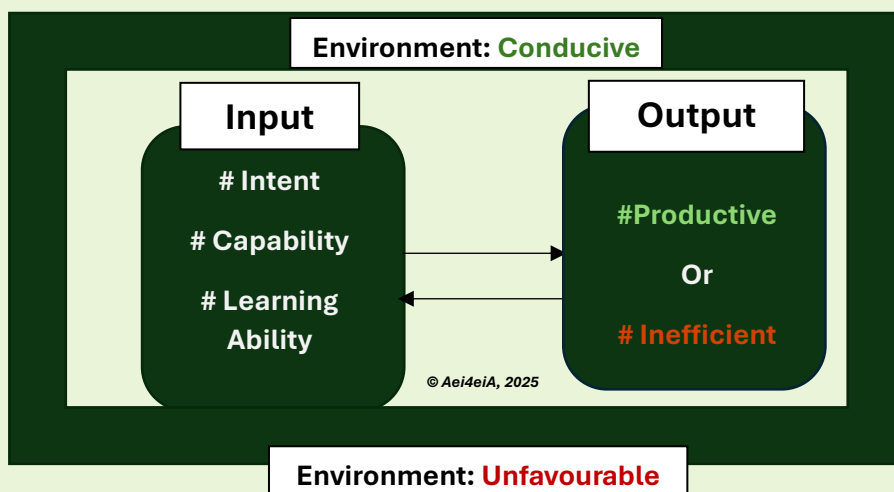 Environment: Conducive
Input
# Intent
# Capability
# Learning
Ability
Output
#Productive
Or
# Inefficient
© Aei4eiA, 2025
Environment: Unfavourable